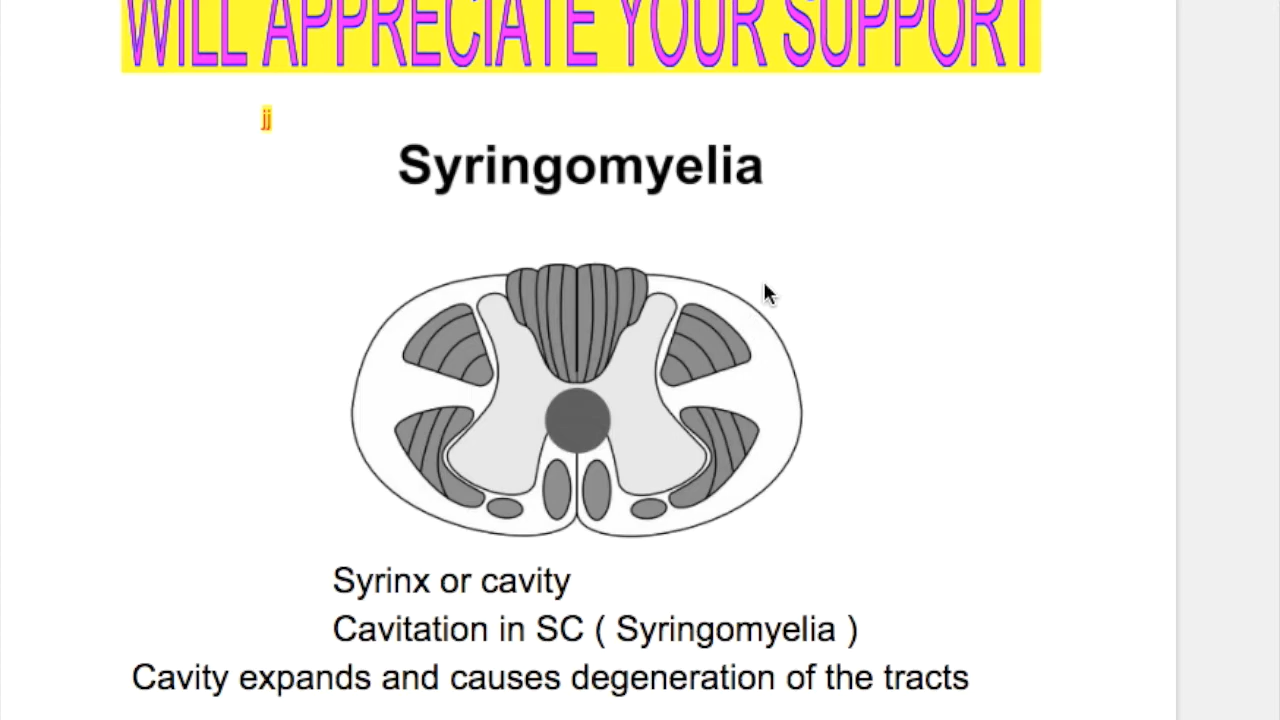 WILL APPRECIATE YOUR SUPPORT
jj
Syringomyelia
Syrinx or cavity
Cavitation in SC ( Syringomyelia )
Cavity expands and causes degeneration of the tracts